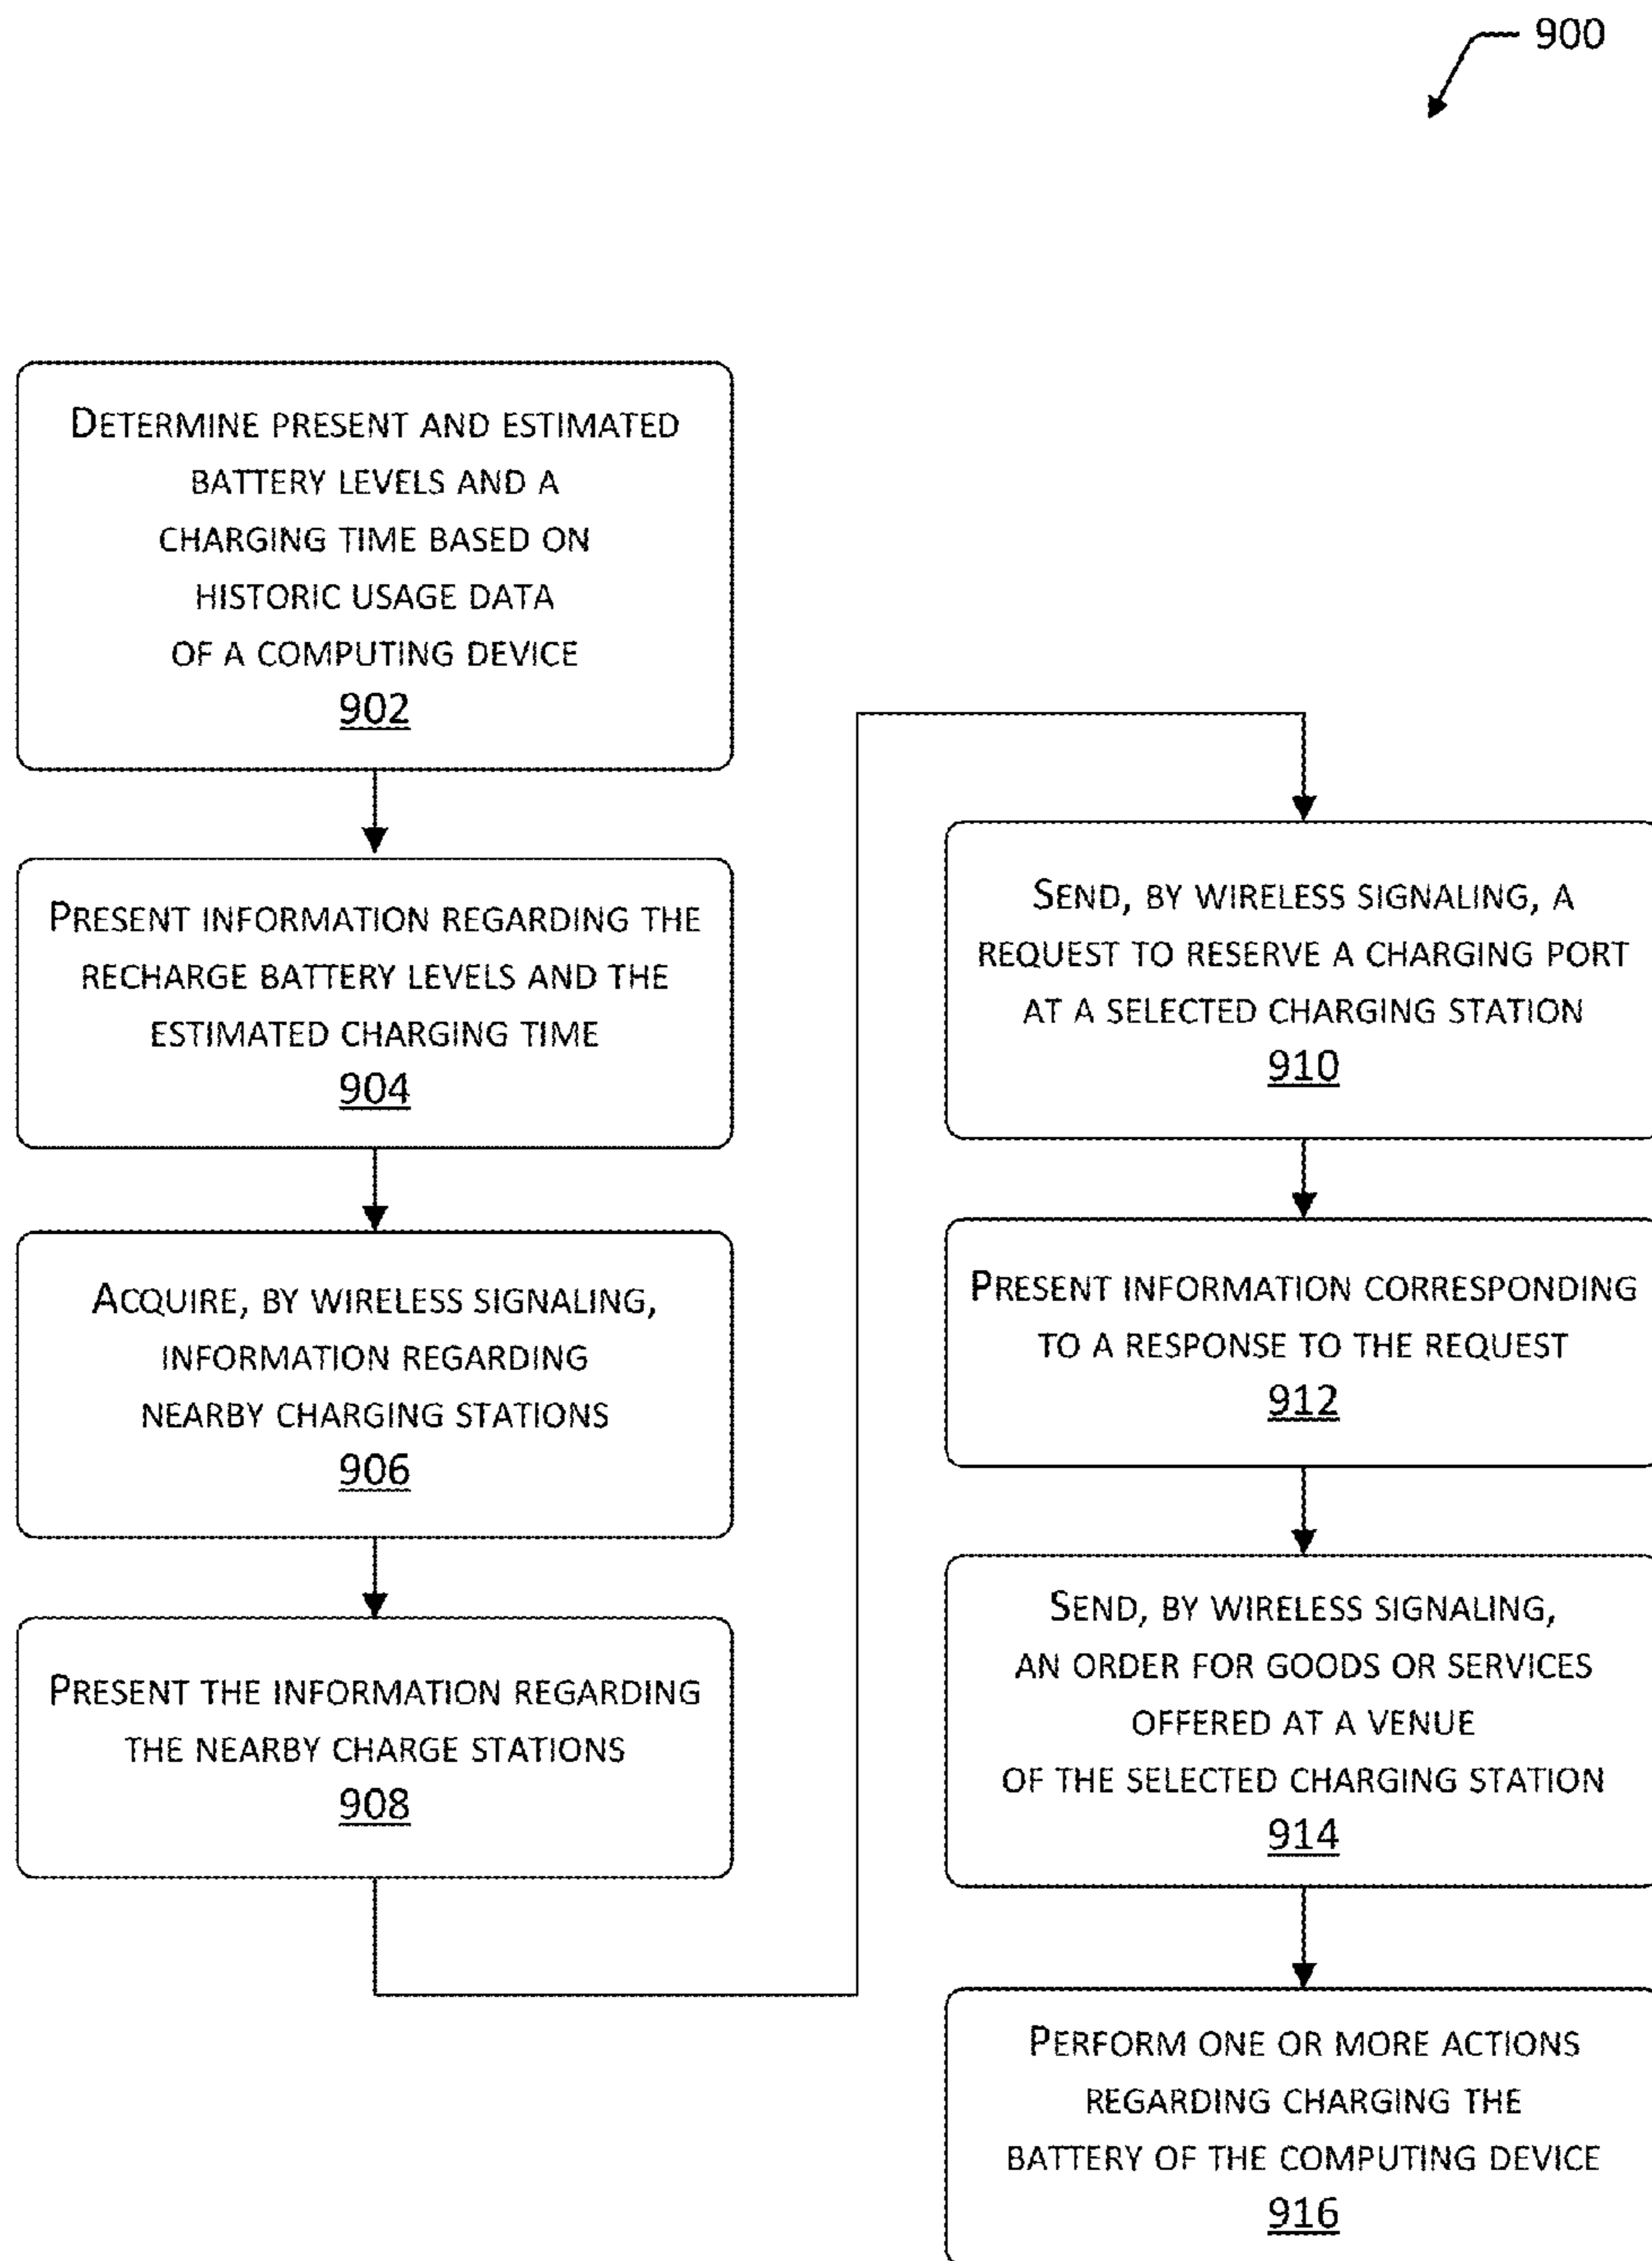 900
DETERMINE PRESENT AND ESTIMATED
BATTERY LEVELS AND A
CHARGING TIME BASED ON
HISTORIC USAGE DATA
OF A COMPUTING DEVICE
902
PRESENT INFORMATION REGARDING THE
RECHARGE BATTERY LEVELS AND THE
ESTIMATED CHARGING TIME
904
ACQUIRE, BY WIRELESS SIGNALING,
INFORMATION REGARDING
NEARBY CHARGING STATIONS
906
PRESENT THE INFORMATION REGARDING
THE NEARBY CHARGE STATIONS
908
SEND, BY WIRELESS SIGNALING, A
REQUEST TO RESERVE A CHARGING PORT
AT A SELECTED CHARGING STATION
910
PRESENT INFORMATION CORRESPONDING
TO A RESPONSE TO THE REQUEST
912
SEND, BY WIRELESS SIGNALING,
AN ORDER FOR GOODS OR SERVICES
OFFERED AT A VENUE
OF THE SELECTED CHARGING STATION
914
PERFORM ONE OR MORE ACTIONS
REGARDING CHARGING THE
BATTERY OF THE COMPUTING DEVICE
916